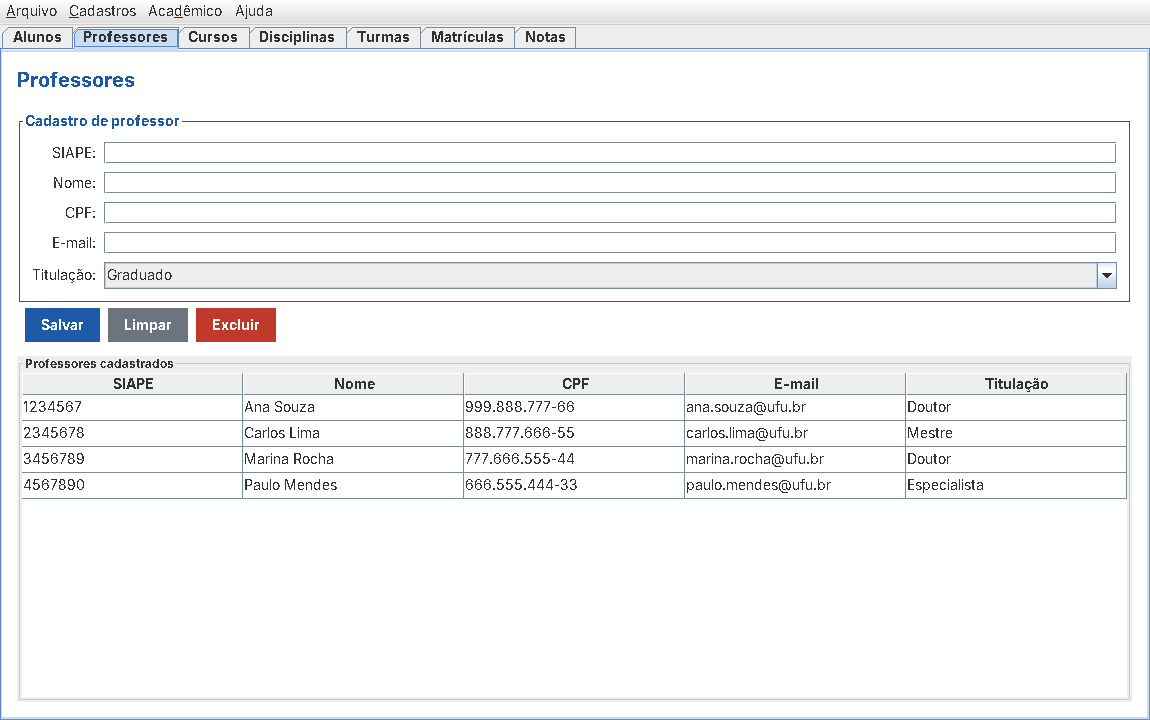 Arquivo Cadastros Acadêmico Ajuda
Alunos Professores Cursos Disciplinas Turmas Matrículas Notas
Professores
Cadastro de professor
SIAPE:
Nome:
CPF:
E-mail:
Titulação: Graduado
Salvar Limpar Excluir
Professores cadastrados
SIAPE Nome CPF E-mail Titulação
1234567 Ana Souza 999.888.777-66 ana.souza@ufu.br Doutor
2345678 Carlos Lima 888.777.666-55 carlos.lima@ufu.br Mestre
3456789 Marina Rocha 777.666.555-44 marina.rocha@ufu.br Doutor
4567890 Paulo Mendes 666.555.444-33 paulo.mendes@ufu.br Especialista